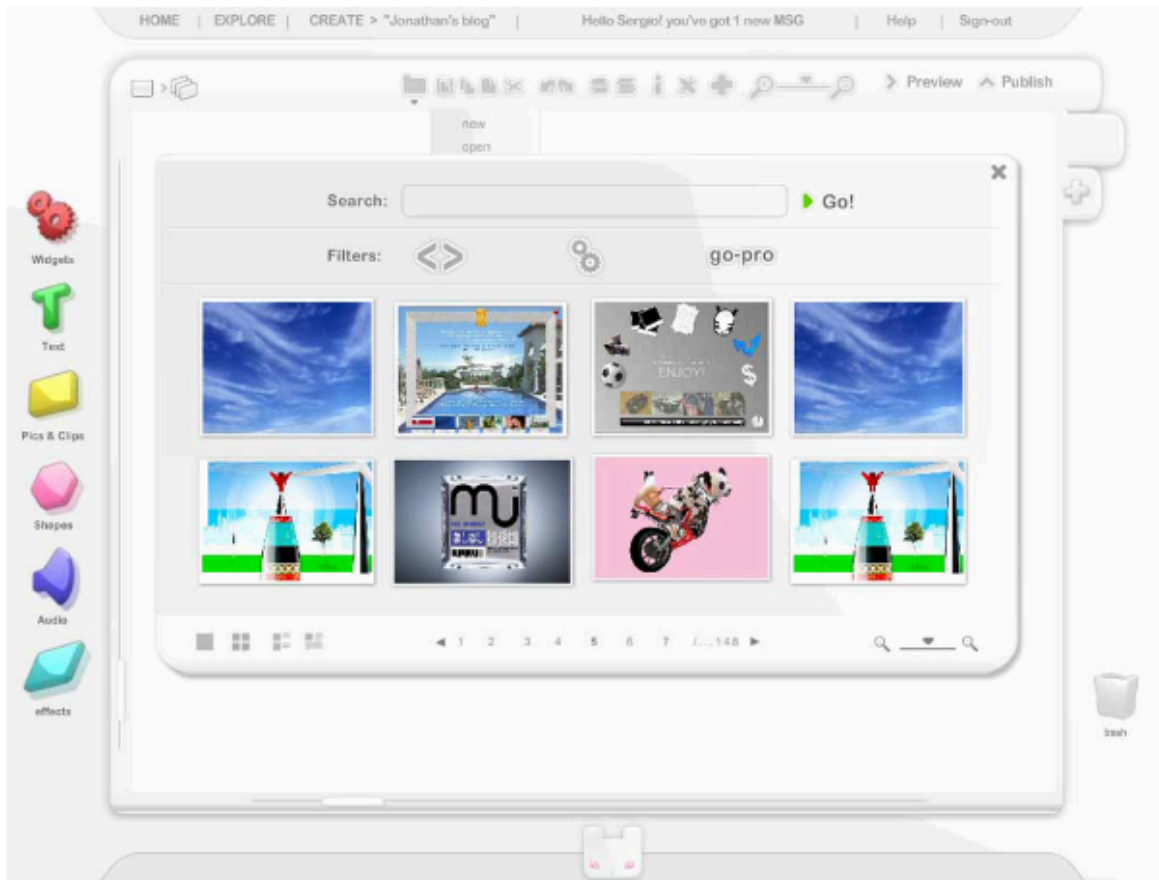 HOME | EXPLORE | CREATE > "Jonathan's blog" | Hello Sergio! you've got 1 new MSG | Help | Sign-out
> Preview ^ Publish
new
open
Search: Go!
Filters: <> go-pro
Widgets
Text
Pics & Clips
Shapes
Audio
effects
ENJOY!
mu
1 2 3 4 5 6 7 /...,148
trash